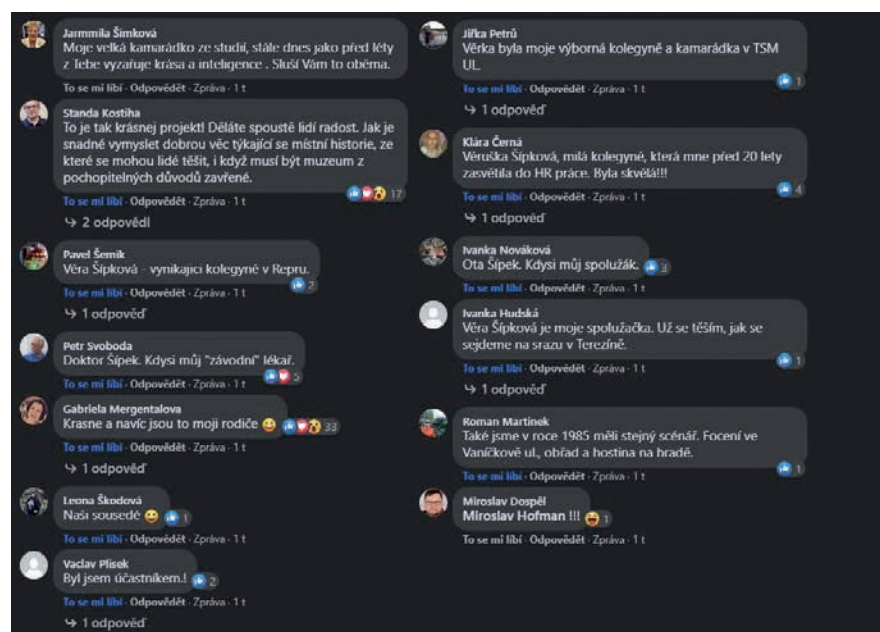 Jarmmila Šimková
Moje velká kamarádko ze studií, stále dnes jako před léty
z Tebe vyzařuje krása a inteligence . Sluší Vám to oběma.
To se mi líbí · Odpovědět · Zpráva · 1 t
Standa Kostiha
To je tak krásnej projekt! Děláte spoustě lidí radost. Jak je
snadné vymyslet dobrou věc týkající se místní historie, ze
které se mohou lidé těšit, i když musí být muzeum z
pochopitelných důvodů zavřené.
17
To se mi líbí · Odpovědět · Zpráva · 1 t
2 odpovědI
Pavel Šemík
Věra Šípková - vynikajici kolegyně v Repru.
2
To se mi líbí · Odpovědět · Zpráva · 1 t
1 odpověď
Petr Svoboda
Doktor Šípek. Kdysi můj "závodní" lékař.
5
To se mi líbí · Odpovědět · Zpráva · 1 t
Gabriela Mergentalova
Krasne a navíc jsou to moji rodiče 😀 33
To se mi líbí · Odpovědět · Zpráva · 1 t
1 odpověď
Leona Škodová
Naši sousedé 😀 1
To se mi líbí · Odpovědět · Zpráva · 1 t
Vaclav Plisek
Byl jsem účastníkem.! 2
To se mi líbí · Odpovědět · Zpráva · 1 t
1 odpověď
Jiřka Petrů
Věrka byla moje výborná kolegyně a kamarádka v TSM
UL.
1
To se mi líbí · Odpovědět · Zpráva · 1 t
1 odpověď
Klára Černá
Věruška Šípková, milá kolegyně, která mne před 20 lety
zasvětila do HR práce. Byla skvělá!!!
4
To se mi líbí · Odpovědět · Zpráva · 1 t
1 odpověď
Ivanka Nováková
Ota Šípek. Kdysi můj spolužák. 3
To se mi líbí · Odpovědět · Zpráva · 1 t
Ivanka Hudská
Věra Šípková je moje spolužačka. Už se těším, jak se
sejdeme na srazu v Terezíně.
1
To se mi líbí · Odpovědět · Zpráva · 1 t
1 odpověď
Roman Martinek
Také jsme v roce 1985 měli stejný scénář. Focení ve
Vaníčkově ul., obřad a hostina na hradě.
1
To se mi líbí · Odpovědět · Zpráva · 1 t
Miroslav Dospěl
Miroslav Hofman !!! 1
To se mi líbí · Odpovědět · Zpráva · 1 t